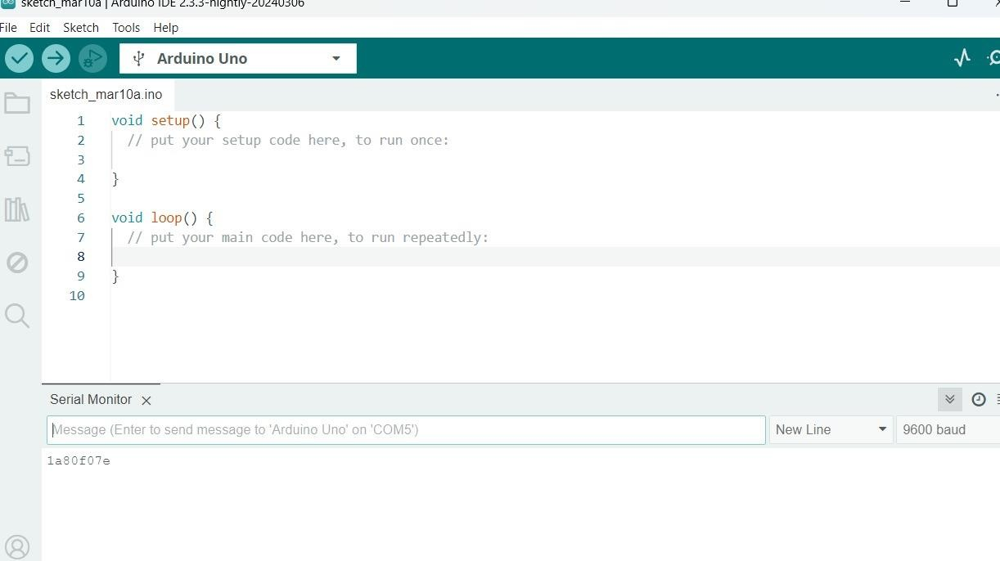 sketch_mar10a | Arduino IDE 2.3.3-nightly-20240306
File Edit Sketch Tools Help
Arduino Uno
sketch_mar10a.ino
1 void setup() {
2 // put your setup code here, to run once:
3
4 }
5
6 void loop() {
7 // put your main code here, to run repeatedly:
8
9 }
10
Serial Monitor
Message (Enter to send message to 'Arduino Uno' on 'COM5') New Line 9600 baud
1a80f07e